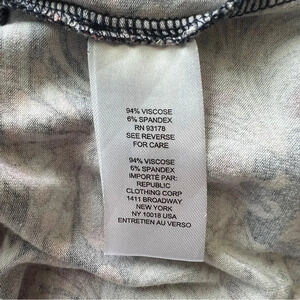 94% VISCOSE
6% SPANDEX
RN 93178
SEE REVERSE
FOR CARE
94% VISCOSE
6% SPANDEX
IMPORTÉ PAR:
REPUBLIC
CLOTHING CORP
1411 BROADWAY
NEW YORK
NY 10018 USA
ENTRETIEN AU VERSO